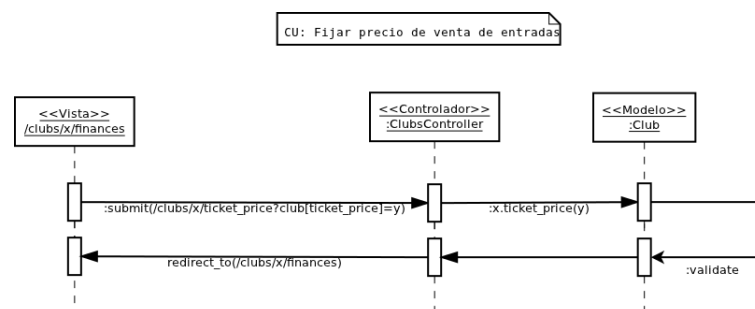 CU: Fijar precio de venta de entradas
<<Vista>>
/clubs/x/finances
<<Controlador>>
:ClubsController
<<Modelo>>
:Club
:submit(/clubs/x/ticket_price?club[ticket_price]=y)
:x.ticket_price(y)
redirect_to(/clubs/x/finances)
:validate